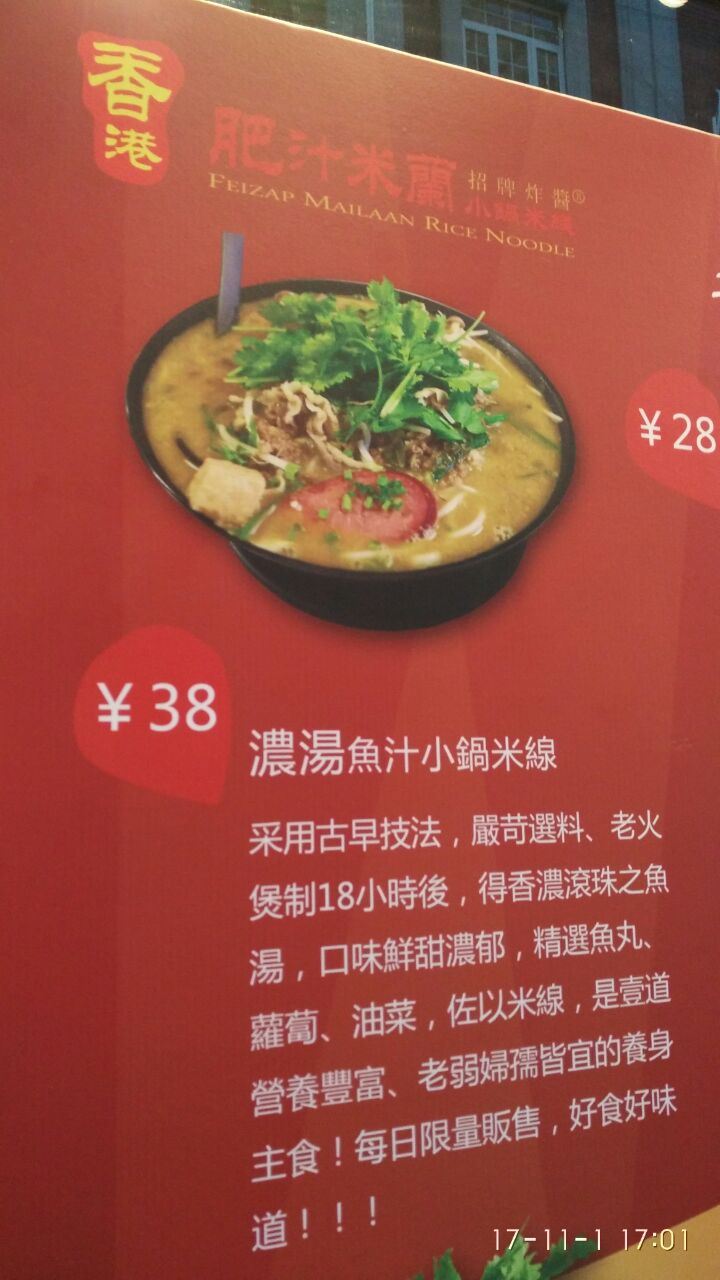 香港
肥汁米蘭
招牌炸醬®
小鍋米綫
FEIZAP MAILAAN RICE NOODLE
¥28
¥38
濃湯魚汁小鍋米線
采用古早技法，嚴苛選料、老火
煲制18小時後，得香濃滾珠之魚
湯，口味鮮甜濃郁，精選魚丸、
蘿蔔、油菜，佐以米線，是壹道
營養豐富、老弱婦孺皆宜的養身
主食！每日限量販售，好食好味
道！！！
17-11-1 17:01